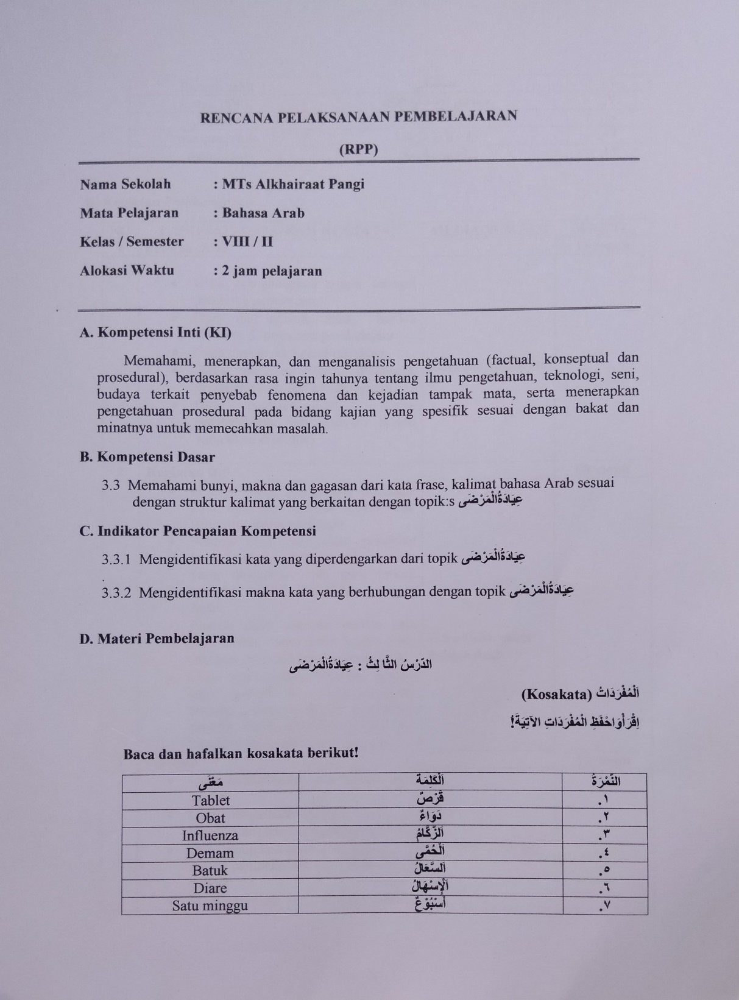 RENCANA PELAKSANAAN PEMBELAJARAN
(RPP)
Nama Sekolah : MTs Alkhairaat Pangi
Mata Pelajaran : Bahasa Arab
Kelas / Semester : VIII / II
Alokasi Waktu : 2 jam pelajaran
A. Kompetensi Inti (KI)
Memahami, menerapkan, dan menganalisis pengetahuan (factual, konseptual dan
prosedural), berdasarkan rasa ingin tahunya tentang ilmu pengetahuan, teknologi, seni,
budaya terkait penyebab fenomena dan kejadian tampak mata, serta menerapkan
pengetahuan prosedural pada bidang kajian yang spesifik sesuai dengan bakat dan
minatnya untuk memecahkan masalah.
B. Kompetensi Dasar
3.3 Memahami bunyi, makna dan gagasan dari kata frase, kalimat bahasa Arab sesuai
dengan struktur kalimat yang berkaitan dengan topik:s عِيَادَةُالْمَرْضَى
C. Indikator Pencapaian Kompetensi
3.3.1 Mengidentifikasi kata yang diperdengarkan dari topik عِيَادَةُالْمَرْضَى
.
3.3.2 Mengidentifikasi makna kata yang berhubungan dengan topik عِيَادَةُالْمَرْضَى
D. Materi Pembelajaran
الدَّرْسُ الثَّا لِثُ : عِيَادَةُالْمَرْضَى
اَلْمُفْرَدَاتُ (Kosakata)
اِقْرَأْوَاحْفَظِ الْمُفْرَدَاتِ الآتِيَةَ!
Baca dan hafalkan kosakata berikut!
النُّمْرَةُ اَلْكَلِمَةُ مَعْنَى
١. قُرْصٌ Tablet
٢. دَوَاءٌ Obat
٣. اَلزُّكَامُ Influenza
٤. اَلْحُمَّى Demam
٥. اَلسُّعَالُ Batuk
٦. اَلْإِسْهَالُ Diare
٧. أُسْبُوْعٌ Satu minggu